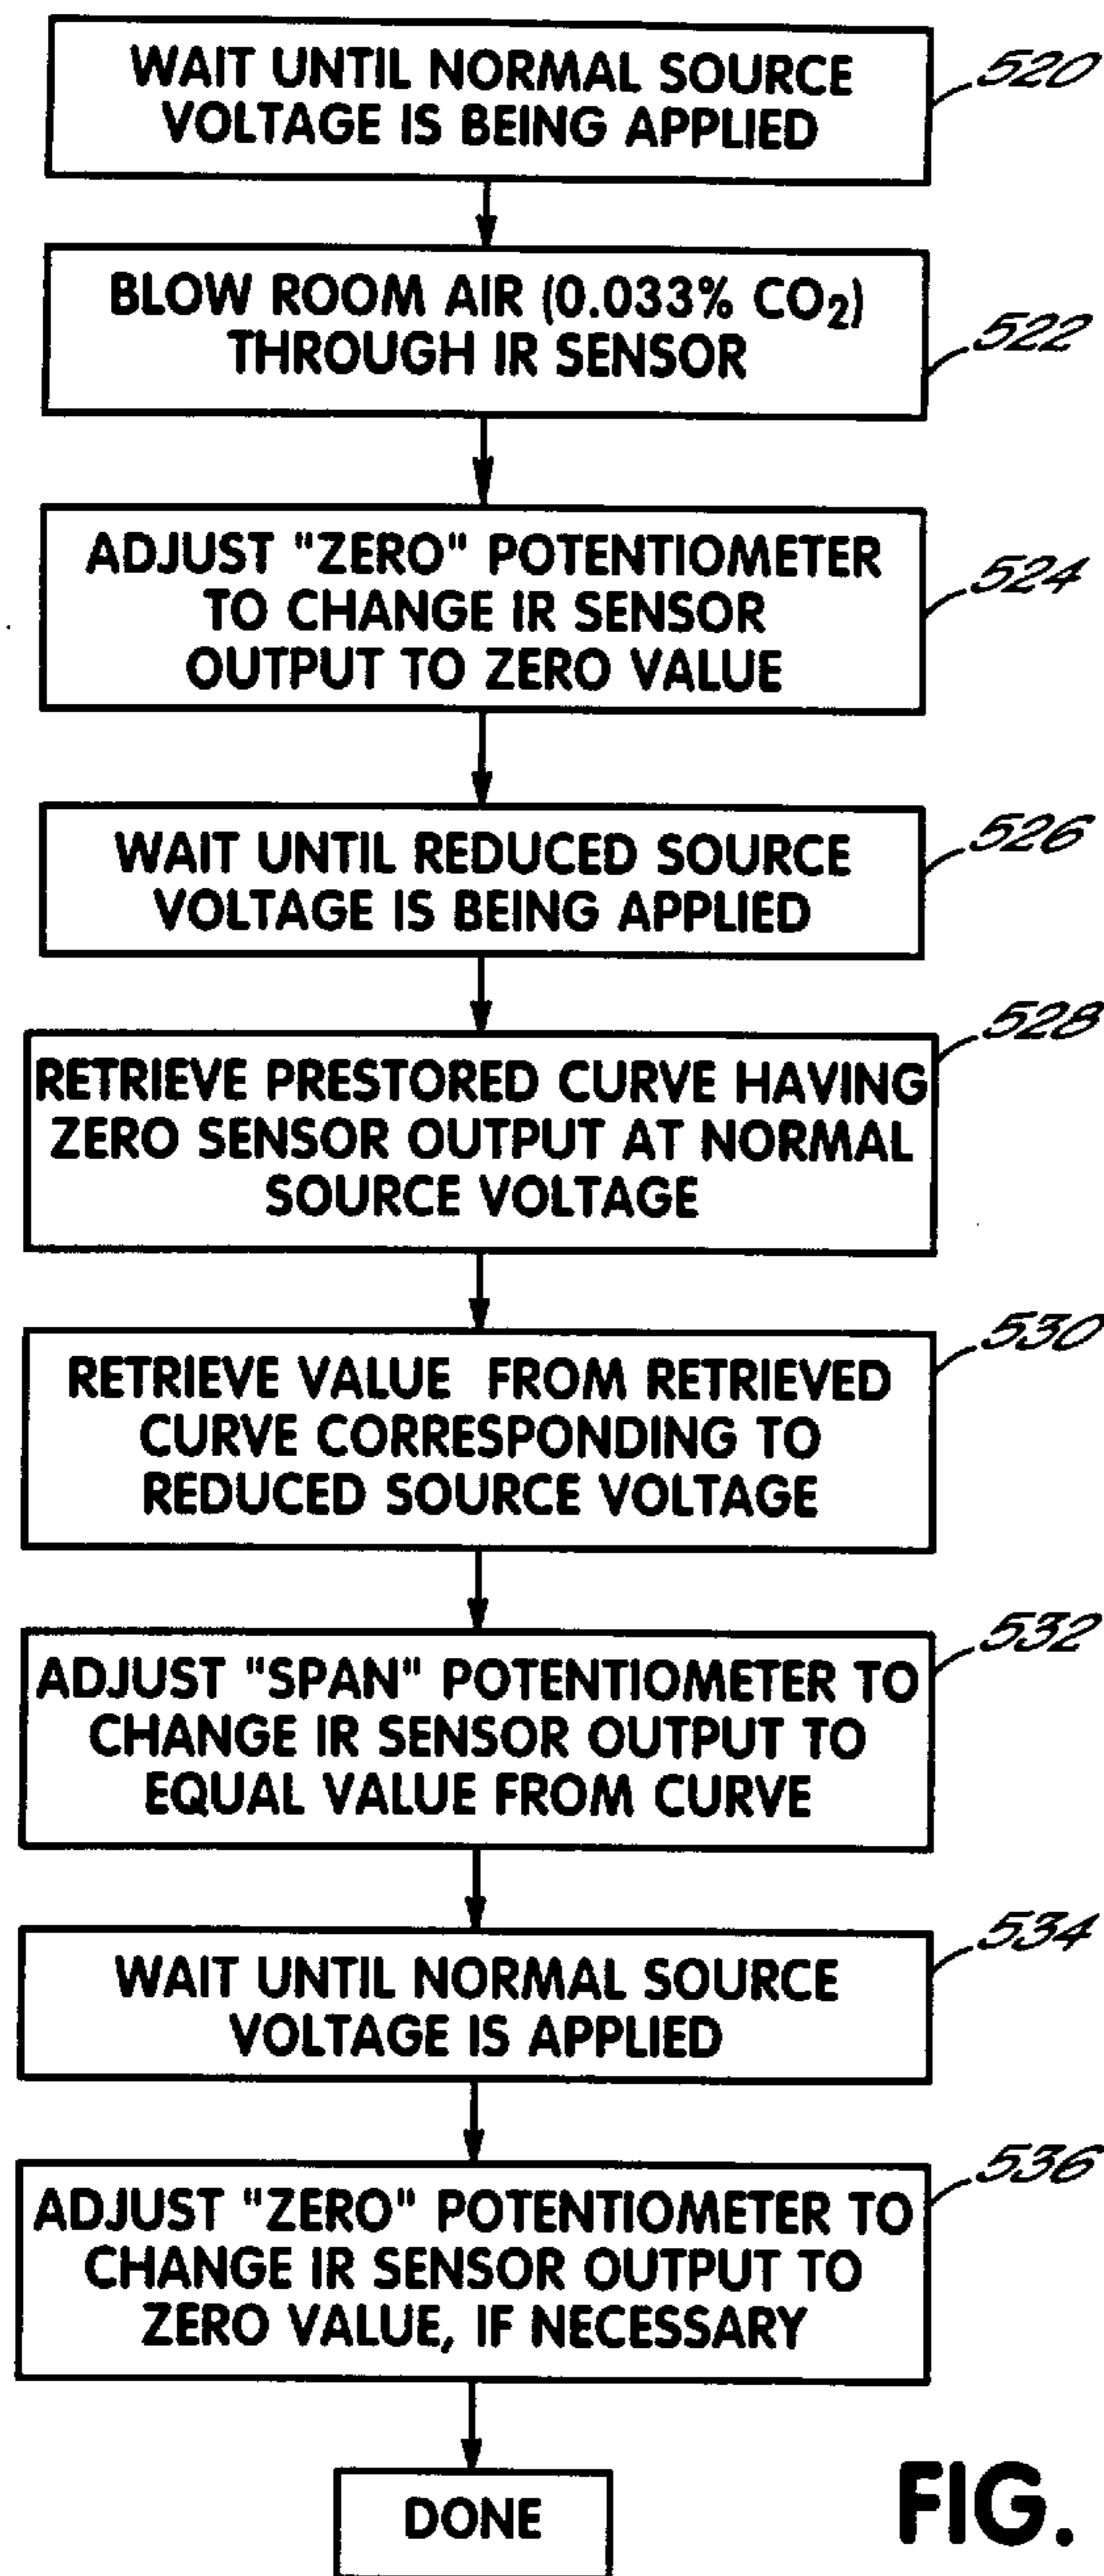 WAIT UNTIL NORMAL SOURCE
VOLTAGE IS BEING APPLIED
520
BLOW ROOM AIR (0.033% CO₂)
THROUGH IR SENSOR
522
ADJUST "ZERO" POTENTIOMETER
TO CHANGE IR SENSOR
OUTPUT TO ZERO VALUE
524
WAIT UNTIL REDUCED SOURCE
VOLTAGE IS BEING APPLIED
526
RETRIEVE PRESTORED CURVE HAVING
ZERO SENSOR OUTPUT AT NORMAL
SOURCE VOLTAGE
528
RETRIEVE VALUE FROM RETRIEVED
CURVE CORRESPONDING TO
REDUCED SOURCE VOLTAGE
530
ADJUST "SPAN" POTENTIOMETER TO
CHANGE IR SENSOR OUTPUT TO
EQUAL VALUE FROM CURVE
532
WAIT UNTIL NORMAL SOURCE
VOLTAGE IS APPLIED
534
ADJUST "ZERO" POTENTIOMETER TO
CHANGE IR SENSOR OUTPUT TO
ZERO VALUE, IF NECESSARY
536
DONE
FIG.